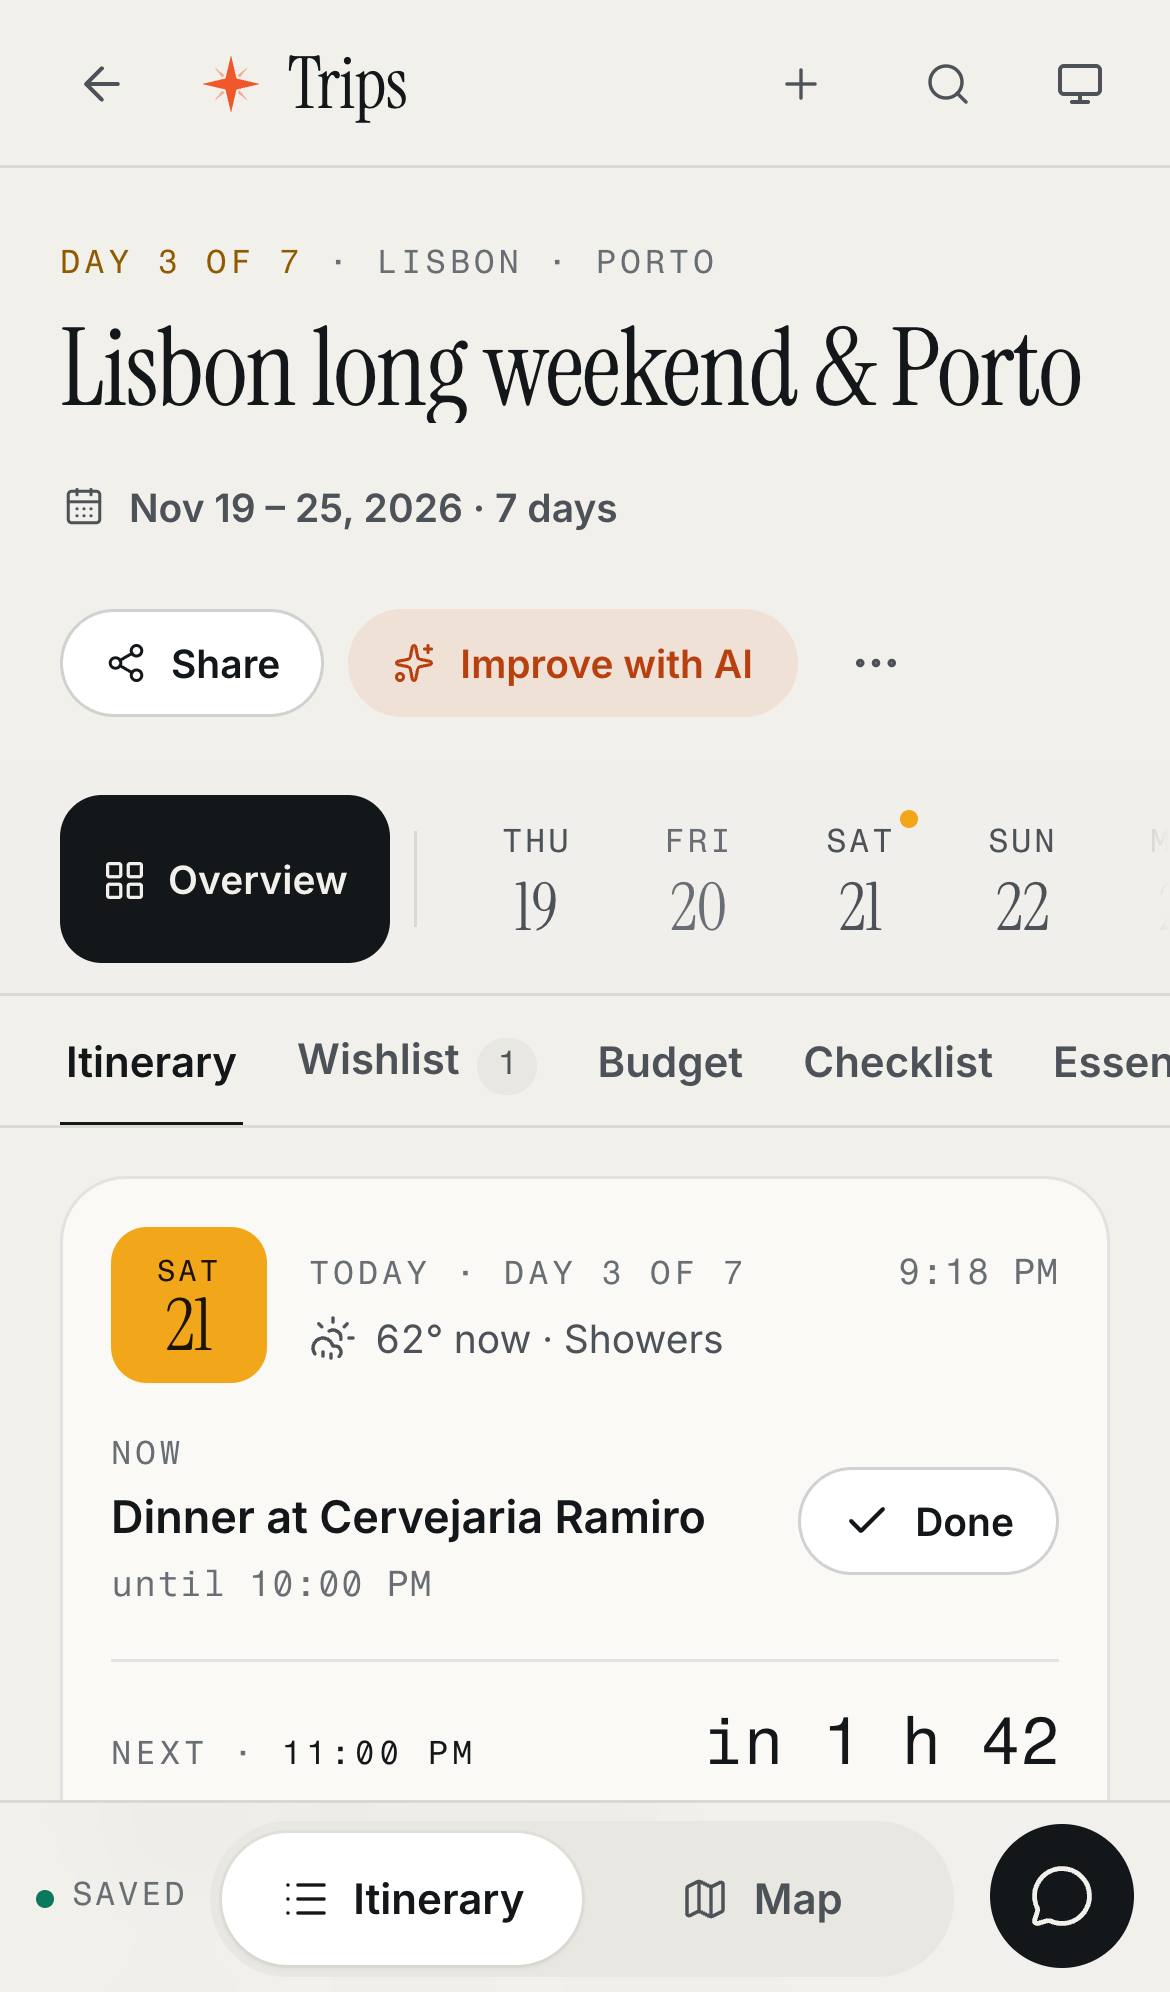 Trips
DAY 3 OF 7 · LISBON · PORTO
Lisbon long weekend & Porto
Nov 19 – 25, 2026 · 7 days
Share
Improve with AI
Overview
THU 19
FRI 20
SAT 21
SUN 22
Itinerary
Wishlist 1
Budget
Checklist
Essen
SAT 21
TODAY · DAY 3 OF 7
9:18 PM
62° now · Showers
NOW
Dinner at Cervejaria Ramiro
until 10:00 PM
Done
NEXT · 11:00 PM
in 1 h 42
SAVED
Itinerary
Map